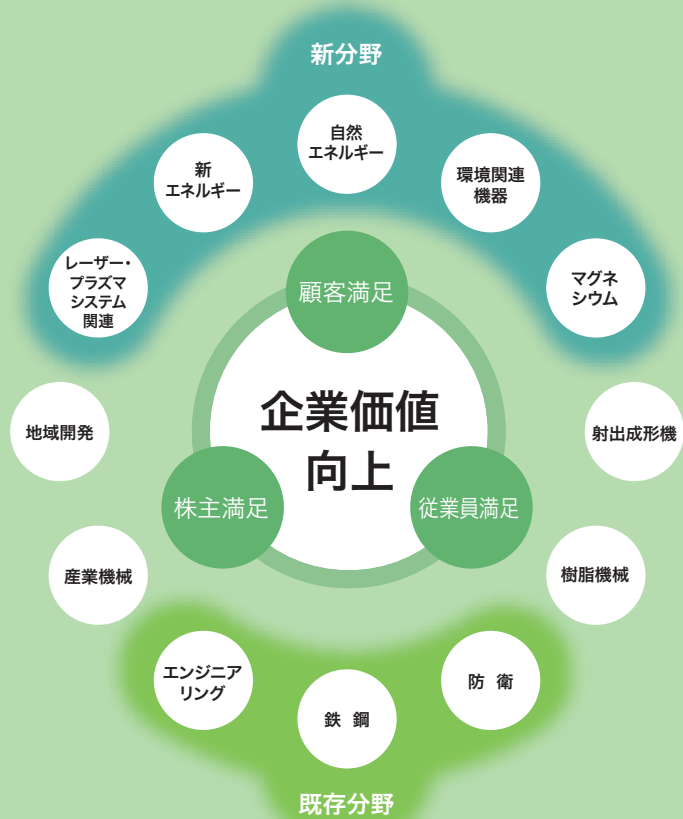 新分野
自然
エネルギー
新
エネルギー
環境関連
機器
レーザー・
プラズマ
システム
関連
マグネ
シウム
顧客満足
企業価値
向上
地域開発
射出成形機
株主満足
従業員満足
産業機械
樹脂機械
エンジニア
リング
防 衛
鉄 鋼
既存分野